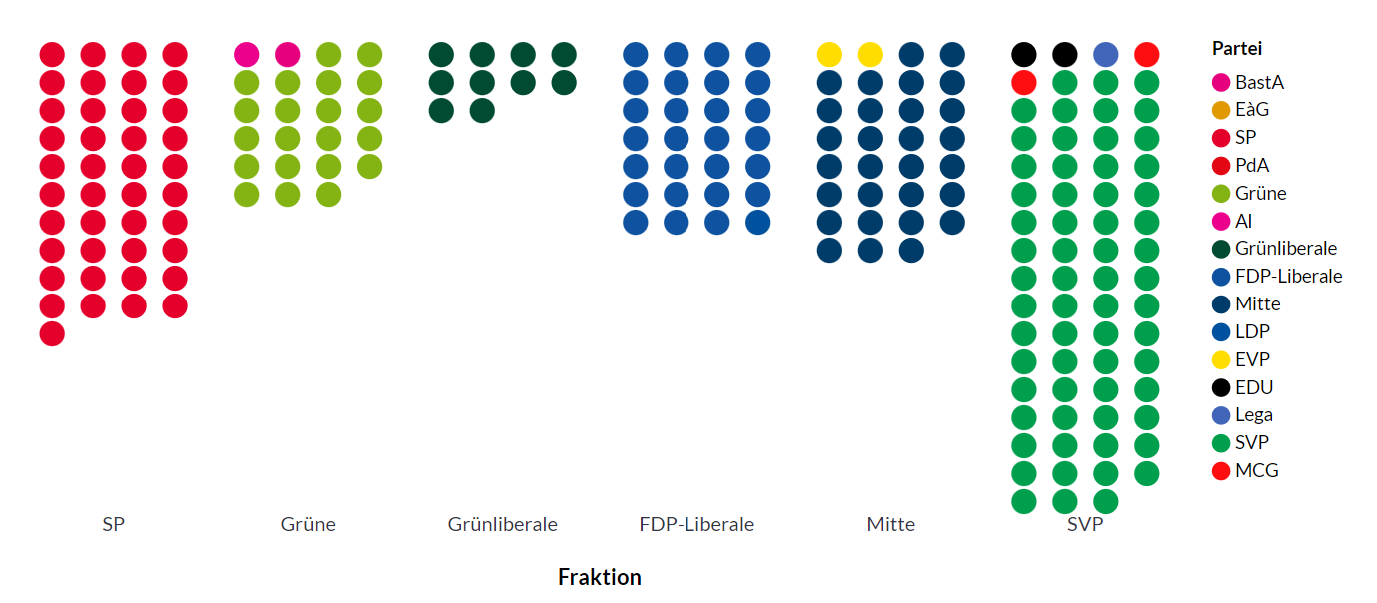 Partei
BastA
EàG
SP
PdA
Grüne
Al
Grünliberale
FDP-Liberale
Mitte
LDP
EVP
EDU
Lega
SVP
MCG
SP
Grüne
Grünliberale
FDP-Liberale
Mitte
SVP
Fraktion